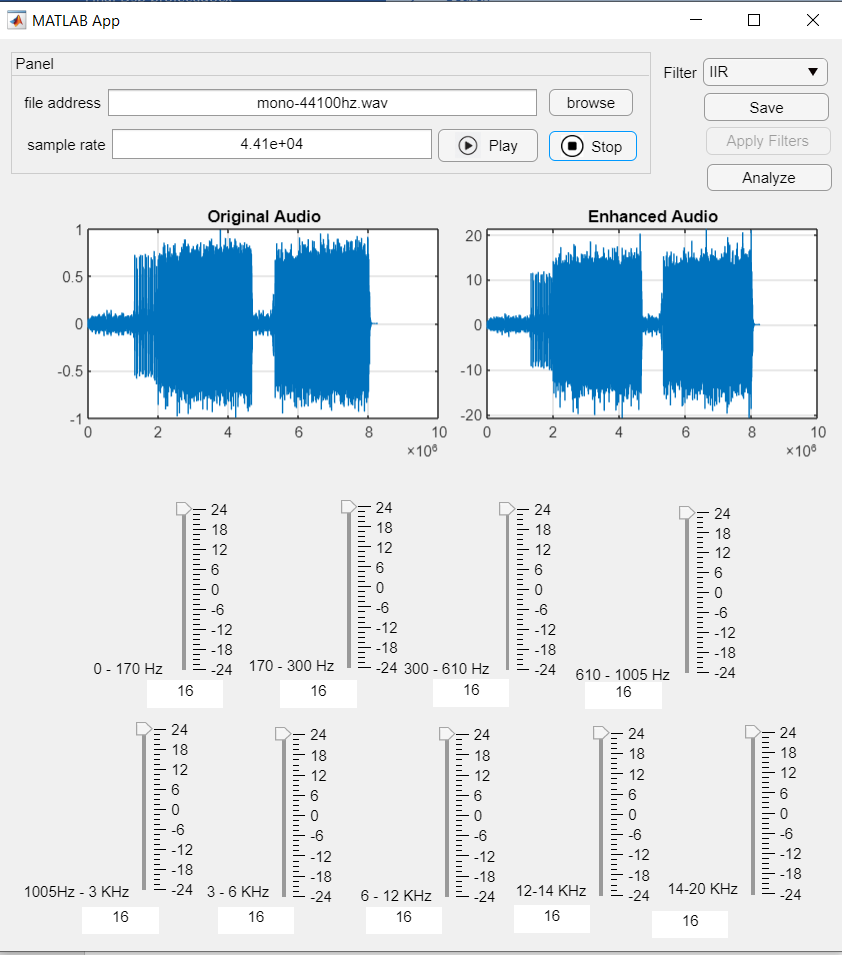 MATLAB App
Panel
file address mono-44100hz.wav browse
sample rate 4.41e+04 Play Stop
Filter IIR
Save
Apply Filters
Analyze
Original Audio
1
0.5
0
-0.5
-1
0 2 4 6 8 10
×10⁶
Enhanced Audio
20
10
0
-10
-20
0 2 4 6 8 10
×10⁶
24 24 24 24
18 18 18 18
12 12 12 12
6 6 6 6
0 0 0 0
-6 -6 -6 -6
-12 -12 -12 -12
-18 -18 -18 -18
-24 -24 -24 -24
0 - 170 Hz 170 - 300 Hz 300 - 610 Hz 610 - 1005 Hz
16 16 16 16
24 24 24 24 24
18 18 18 18 18
12 12 12 12 12
6 6 6 6 6
0 0 0 0 0
-6 -6 -6 -6 -6
-12 -12 -12 -12 -12
-18 -18 -18 -18 -18
-24 -24 -24 -24 -24
1005Hz - 3 KHz 3 - 6 KHz 6 - 12 KHz 12-14 KHz 14-20 KHz
16 16 16 16 16